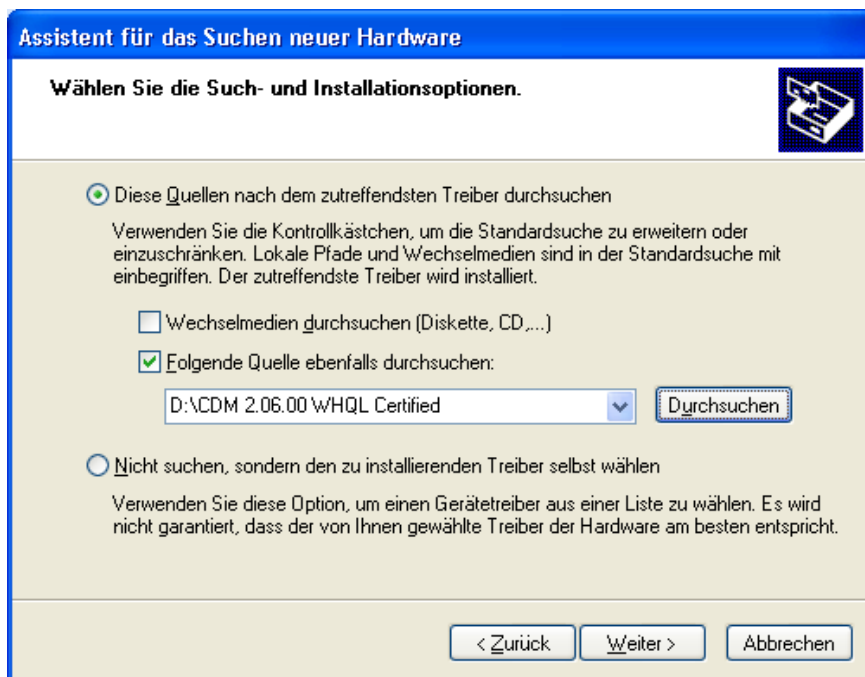 Assistent für das Suchen neuer Hardware
Wählen Sie die Such- und Installationsoptionen.
Diese Quellen nach dem zutreffendsten Treiber durchsuchen
Verwenden Sie die Kontrollkästchen, um die Standardsuche zu erweitern oder
einzuschränken. Lokale Pfade und Wechselmedien sind in der Standardsuche mit
einbegriffen. Der zutreffendste Treiber wird installiert.
Wechselmedien durchsuchen (Diskette, CD,...)
Folgende Quelle ebenfalls durchsuchen:
D:\CDM 2.06.00 WHQL Certified Durchsuchen
Nicht suchen, sondern den zu installierenden Treiber selbst wählen
Verwenden Sie diese Option, um einen Gerätetreiber aus einer Liste zu wählen. Es wird
nicht garantiert, dass der von Ihnen gewählte Treiber der Hardware am besten entspricht.
< Zurück Weiter > Abbrechen